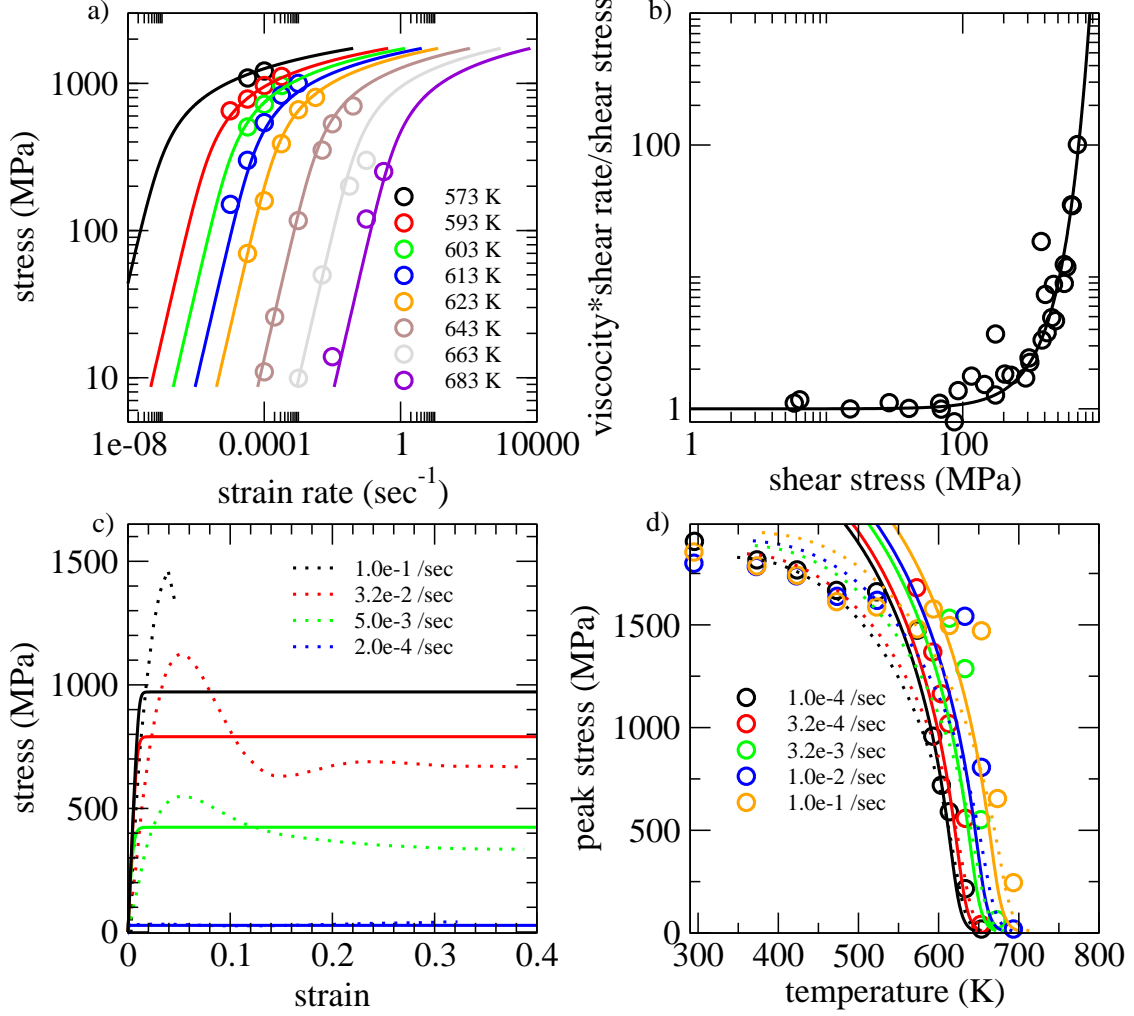 a)
stress (MPa)
1000
100
10
1e-08
0.0001
1
10000
strain rate (sec-1)
573 K
593 K
603 K
613 K
623 K
643 K
663 K
683 K
b)
viscocity*shear rate/shear stress
100
1
1
100
shear stress (MPa)
c)
stress (MPa)
1500
1000
500
0
0
0.1
0.2
0.3
0.4
strain
1.0e-1 /sec
3.2e-2 /sec
5.0e-3 /sec
2.0e-4 /sec
d)
peak stress (MPa)
1500
1000
500
0
300
400
500
600
700
800
temperature (K)
1.0e-4 /sec
3.2e-4 /sec
3.2e-3 /sec
1.0e-2 /sec
1.0e-1 /sec